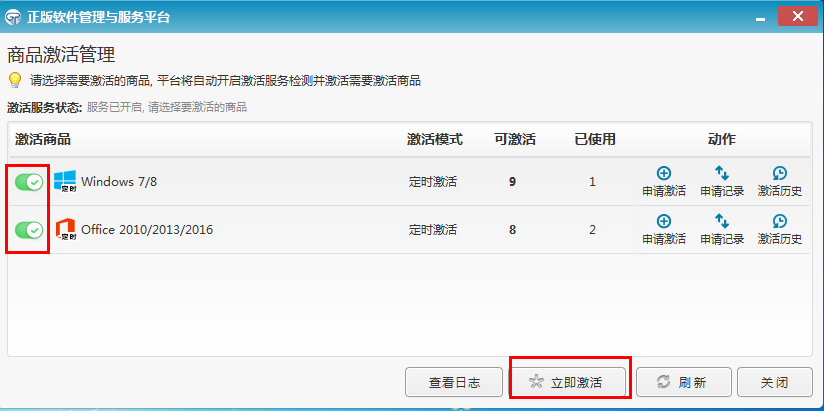 正版软件管理与服务平台
商品激活管理
请选择需要激活的商品, 平台将自动开启激活服务检测并激活需要激活商品
激活服务状态: 服务已开启, 请选择要激活的商品
激活商品 激活模式 可激活 已使用 动作
定时 Windows 7/8 定时激活 9 1 申请激活 申请记录 激活历史
定时 Office 2010/2013/2016 定时激活 8 2 申请激活 申请记录 激活历史
查看日志 立即激活 刷新 关闭